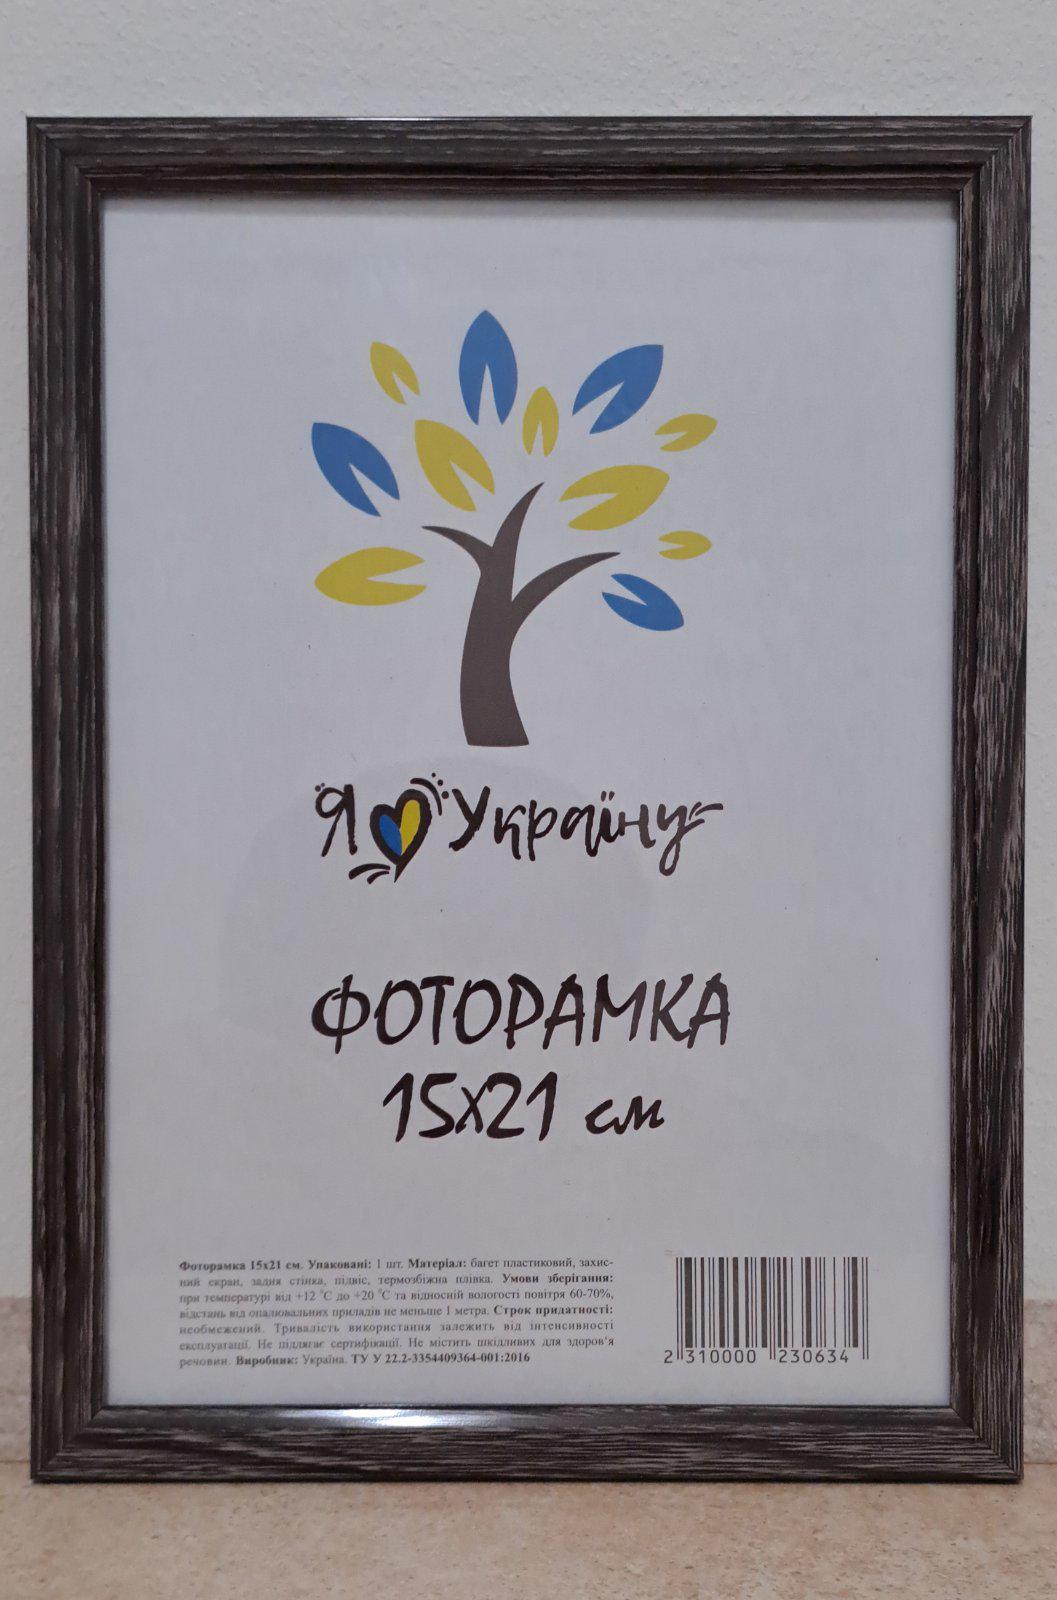 Я Україну
ФОТОРАМКА
15х21 см
Фоторамка 15х21 см. Упаковані: 1 шт. Матеріал: багет пластиковий, захис-
ний екран, задня стінка, підвіс, термозбіжна плівка. Умови зберігання:
при температурі від +12 °С до +20 °С та відносній вологості повітря 60-70%,
відстань від опалювальних приладів не меньше 1 метра. Строк придатності:
необмежений. Тривалість використання залежить від інтенсивності
експлуатації. Не підлягає сертифікації. Не містить шкідливих для здоров'я
речовин. Виробник: Україна. ТУ У 22.2-3354409364-001:2016
2 310000 230634